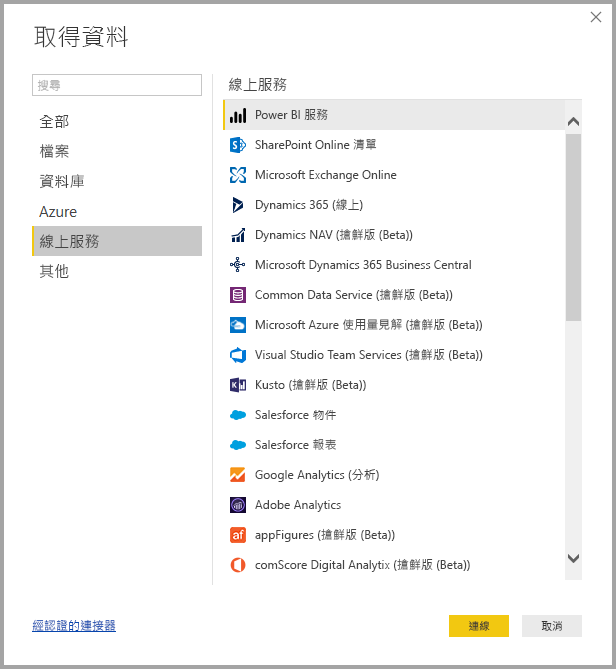 取得資料
搜尋
全部
檔案
資料庫
Azure
線上服務
其他
線上服務
Power BI 服務
SharePoint Online 清單
Microsoft Exchange Online
Dynamics 365 (線上)
Dynamics NAV (搶鮮版 (Beta))
Microsoft Dynamics 365 Business Central
Common Data Service (搶鮮版 (Beta))
Microsoft Azure 使用量見解 (搶鮮版 (Beta))
Visual Studio Team Services (搶鮮版 (Beta))
Kusto (搶鮮版 (Beta))
Salesforce 物件
Salesforce 報表
Google Analytics (分析)
Adobe Analytics
appFigures (搶鮮版 (Beta))
comScore Digital Analytix (搶鮮版 (Beta))
經認證的連接器
連線
取消